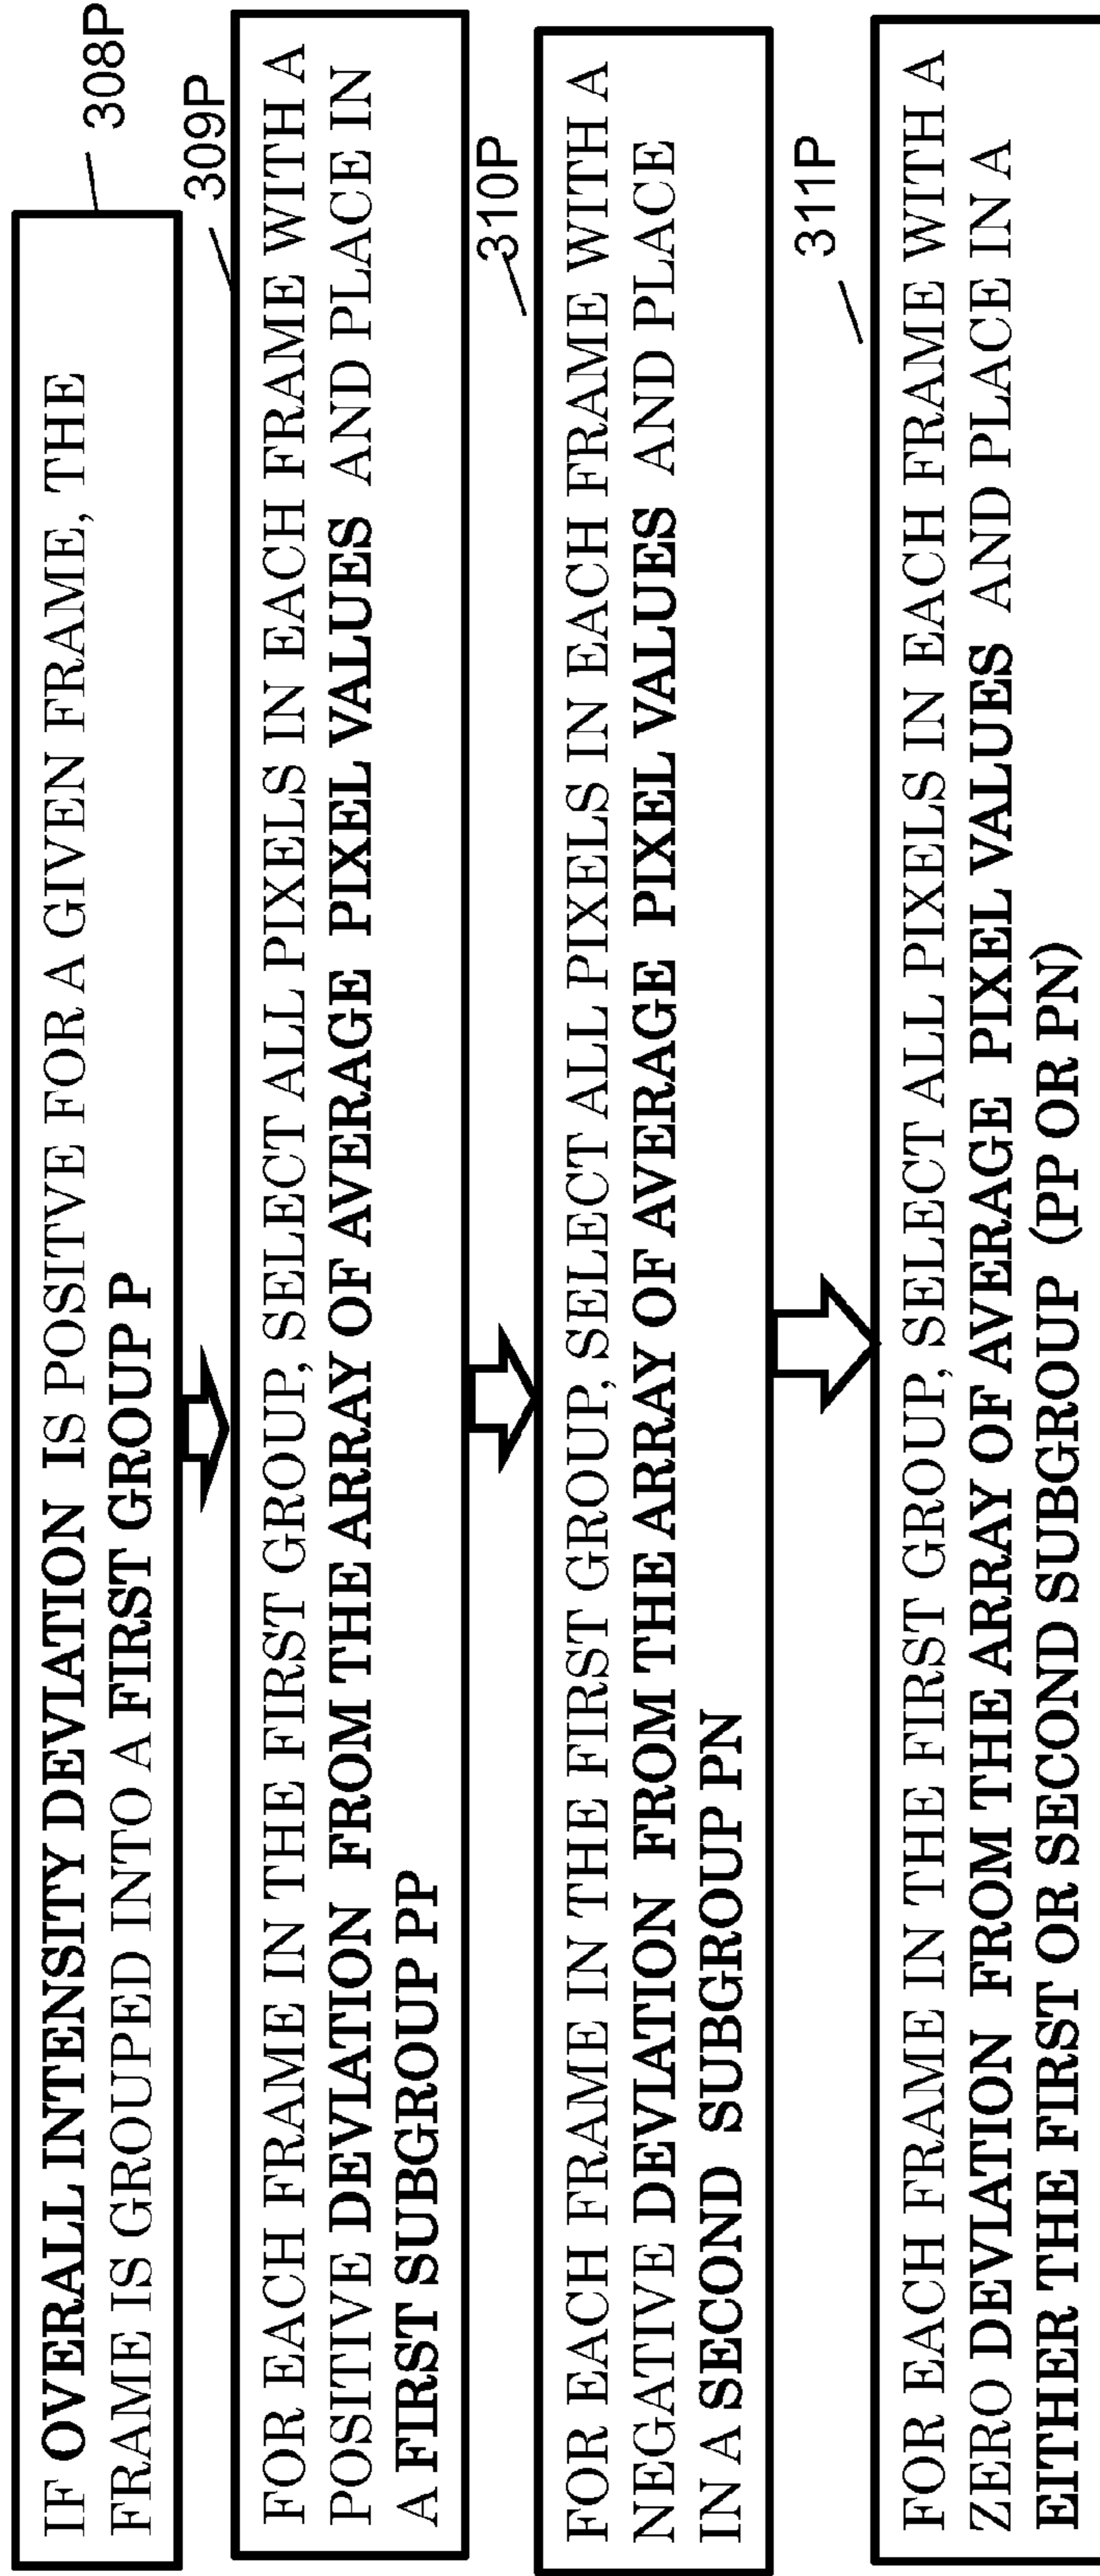 308P
IF OVERALL INTENSITY DEVIATION IS POSITVE FOR A GIVEN FRAME, THE
FRAME IS GROUPED INTO A FIRST GROUP P
309P
FOR EACH FRAME IN THE FIRST GROUP, SELECT ALL PIXELS IN EACH FRAME WITH A
POSITIVE DEVIATION FROM THE ARRAY OF AVERAGE PIXEL VALUES AND PLACE IN
A FIRST SUBGROUP PP
310P
FOR EACH FRAME IN THE FIRST GROUP, SELECT ALL PIXELS IN EACH FRAME WITH A
NEGATIVE DEVIATION FROM THE ARRAY OF AVERAGE PIXEL VALUES AND PLACE
IN A SECOND SUBGROUP PN
311P
FOR EACH FRAME IN THE FIRST GROUP, SELECT ALL PIXELS IN EACH FRAME WITH A
ZERO DEVIATION FROM THE ARRAY OF AVERAGE PIXEL VALUES AND PLACE IN A
EITHER THE FIRST OR SECOND SUBGROUP (PP OR PN)